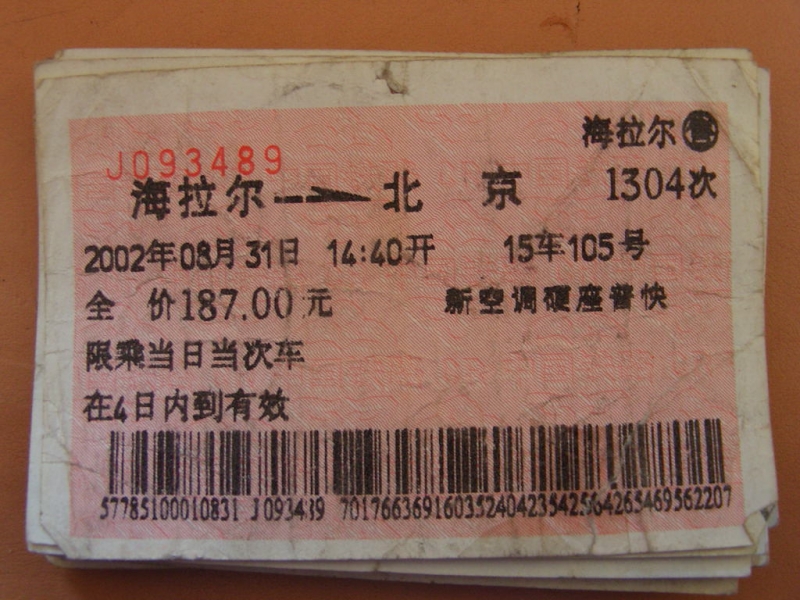 海拉尔 售
J093489
海拉尔 → 北 京 1304次
2002年08月31日 14:40开 15车105号
全 价187.00元 新空调硬座普快
限乘当日当次车
在4日内到有效
57785100010831 J093489 7017663691603524042354256426546956 2207